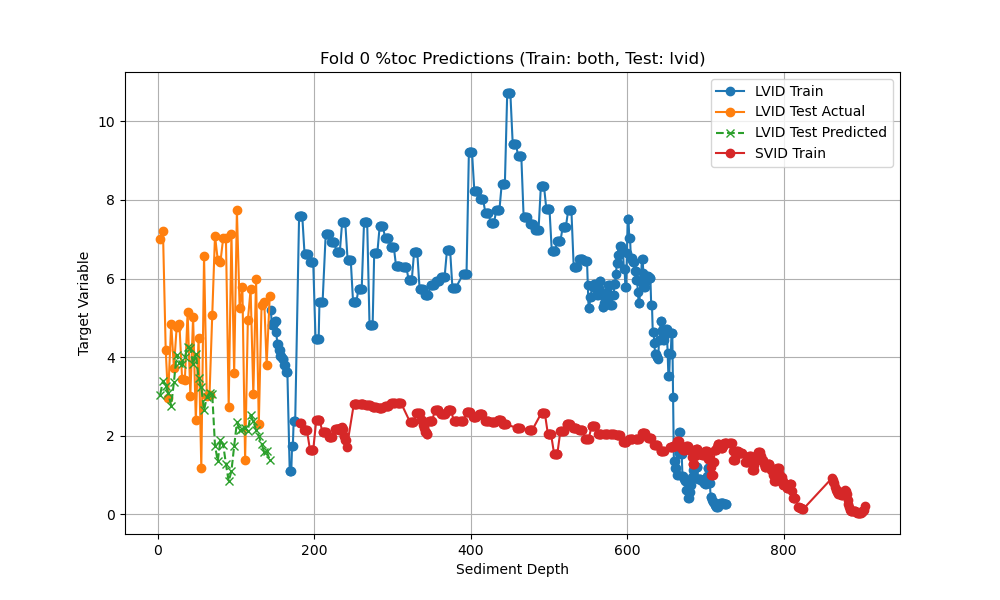 Fold 0 %toc Predictions (Train: both, Test: lvid)
LVID Train
LVID Test Actual
LVID Test Predicted
SVID Train
Target Variable
10
8
6
4
2
0
0 200 400 600 800
Sediment Depth